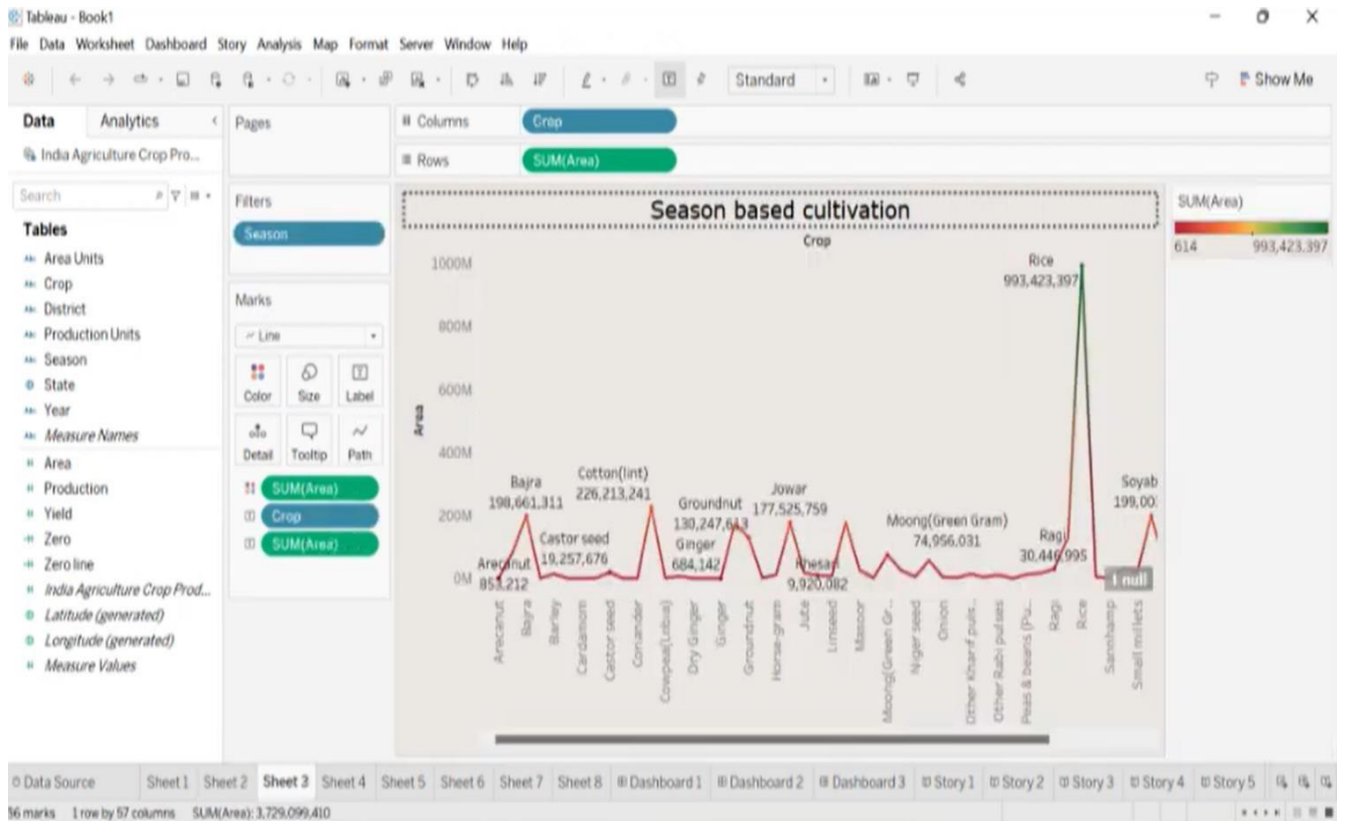 Tableau - Book1
File Data Worksheet Dashboard Story Analysis Map Format Server Window Help
Standard
Show Me
Data Analytics
India Agriculture Crop Pro...
Search
Tables
Area Units
Crop
District
Production Units
Season
State
Year
Measure Names
Area
Production
Yield
Zero
Zero line
India Agriculture Crop Prod...
Latitude (generated)
Longitude (generated)
Measure Values
Pages
Filters
Season
Marks
Line
Color Size Label
Detail Tooltip Path
SUM(Area)
Crop
SUM(Area)
Columns Crop
Rows SUM(Area)
Season based cultivation
Crop
Area
1000M
800M
600M
400M
200M
0M
Rice
993,423,397
Bajra
198,661,311
Cotton(lint)
226,213,241
Groundnut
130,247,613
Jowar
177,525,759
Soyab
199,00
Castor seed
19,257,676
Ginger
684,142
Moong(Green Gram)
74,956,031
Ragi
30,446,995
Arecanut
853,212
Khesari
9,920,082
1 null
Arecanut
Bajra
Barley
Cardamom
Castor seed
Coriander
Cowpea(Lobia)
Dry Ginger
Ginger
Groundnut
Horse-gram
Jute
Linseed
Masoor
Moong(Green Gr...
Niger seed
Onion
Other Kharif puls...
Other Rabi pulses
Peas & beans (Pu...
Ragi
Rice
Sannhamp
Small millets
SUM(Area)
614 993,423,397
Data Source Sheet 1 Sheet 2 Sheet 3 Sheet 4 Sheet 5 Sheet 6 Sheet 7 Sheet 8 Dashboard 1 Dashboard 2 Dashboard 3 Story 1 Story 2 Story 3 Story 4 Story 5
marks 1 row by 57 columns SUM(Area): 3,729,099,410